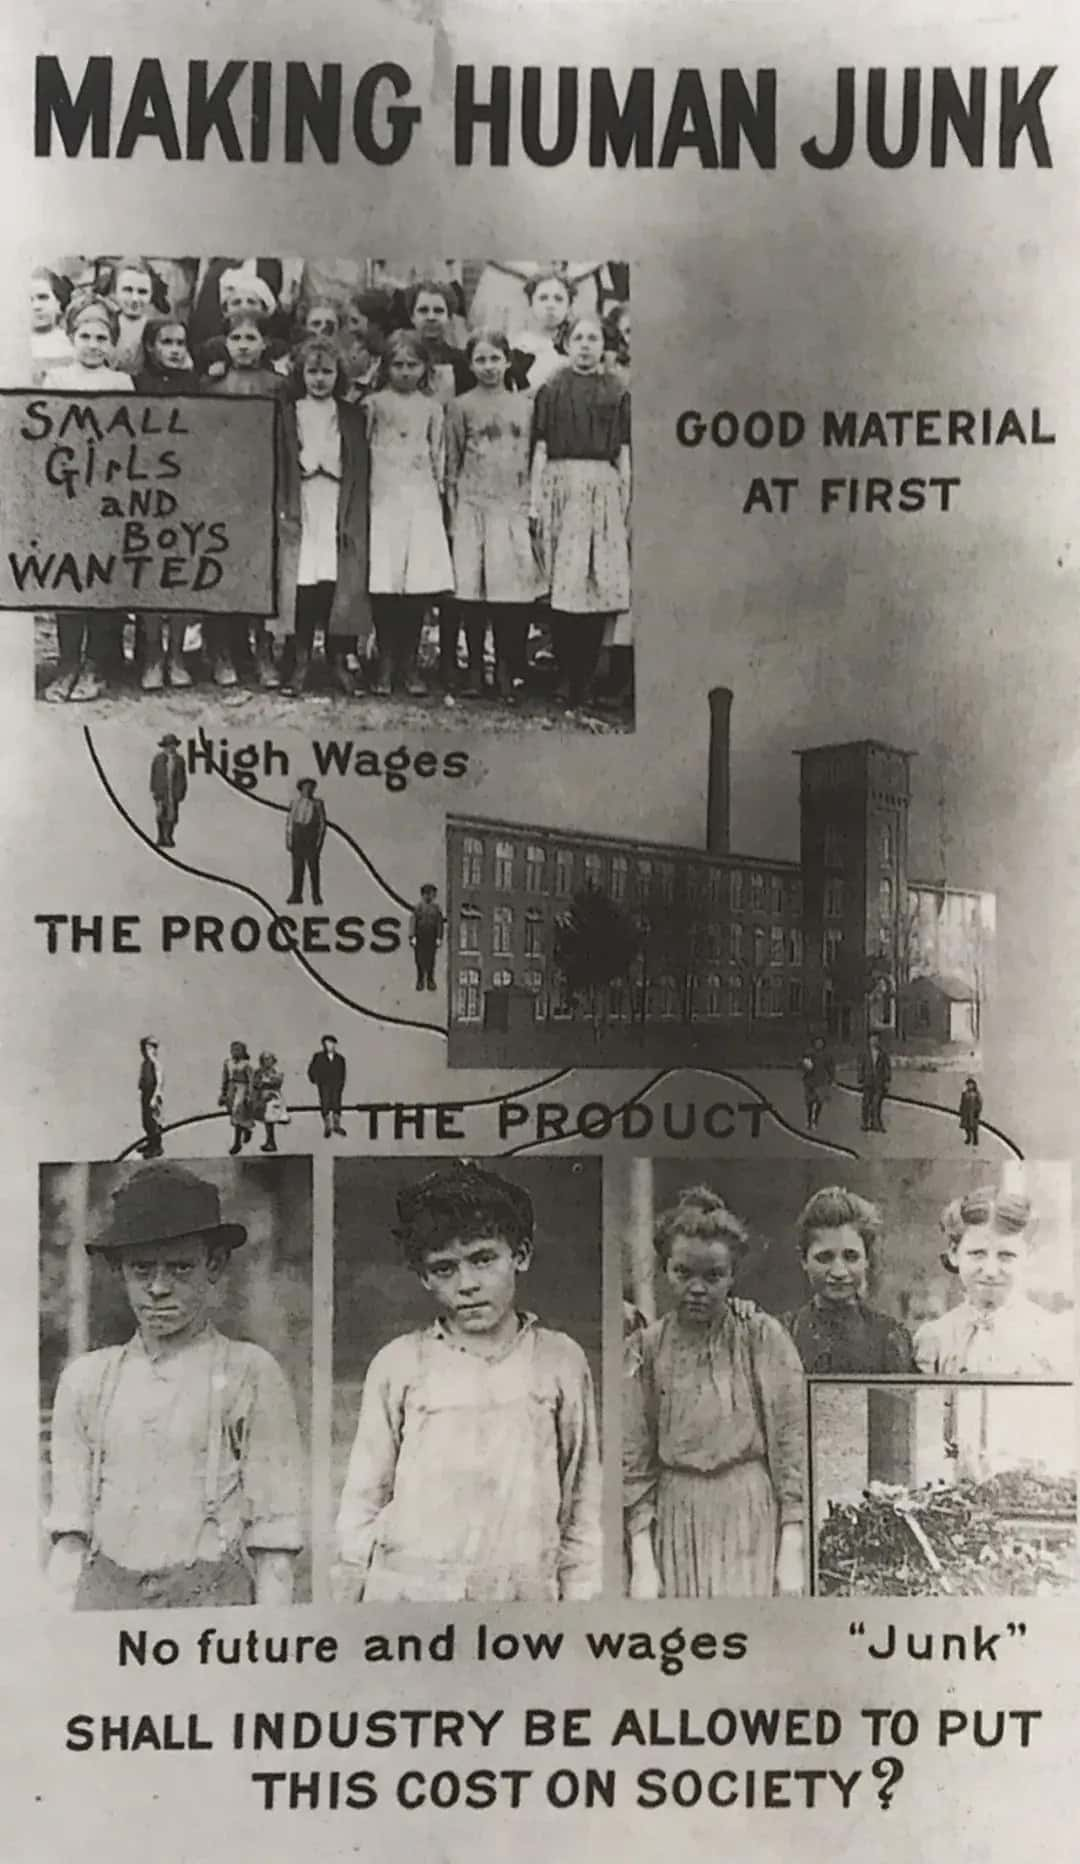 MAKING HUMAN JUNK
SMALL
GIrLS
aND
BOYS
WANTED
GOOD MATERIAL
AT FIRST
High Wages
THE PROCESS
THE PRODUCT
No future and low wages
"Junk"
SHALL INDUSTRY BE ALLOWED TO PUT
THIS COST ON SOCIETY?